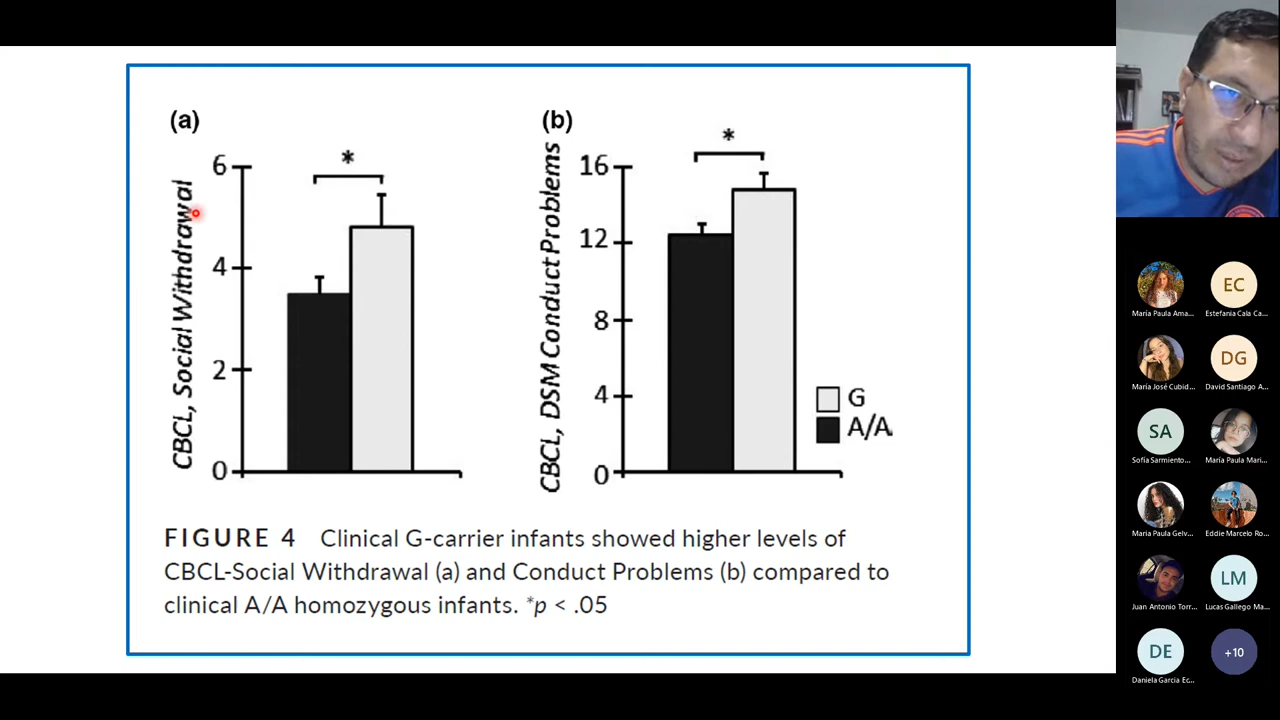 (a)
*
6
4
2
0
CBCL, Social Withdrawal
(b)
*
16
12
8
4
0
CBCL, DSM Conduct Problems
G
A/A
FIGURE 4 Clinical G-carrier infants showed higher levels of
CBCL-Social Withdrawal (a) and Conduct Problems (b) compared to
clinical A/A homozygous infants. *p < .05
María Paula Ama...
EC
Estefania Cala Ca...
María José Cubid...
DG
David Santiago A...
SA
Sofía Sarmiento...
María Paula Mari...
Maria Paula Gelv...
Eddie Marcelo Ro...
Juan Antonio Torr...
LM
Lucas Gallego Ma...
DE
Daniela Garcia Ec...
+10